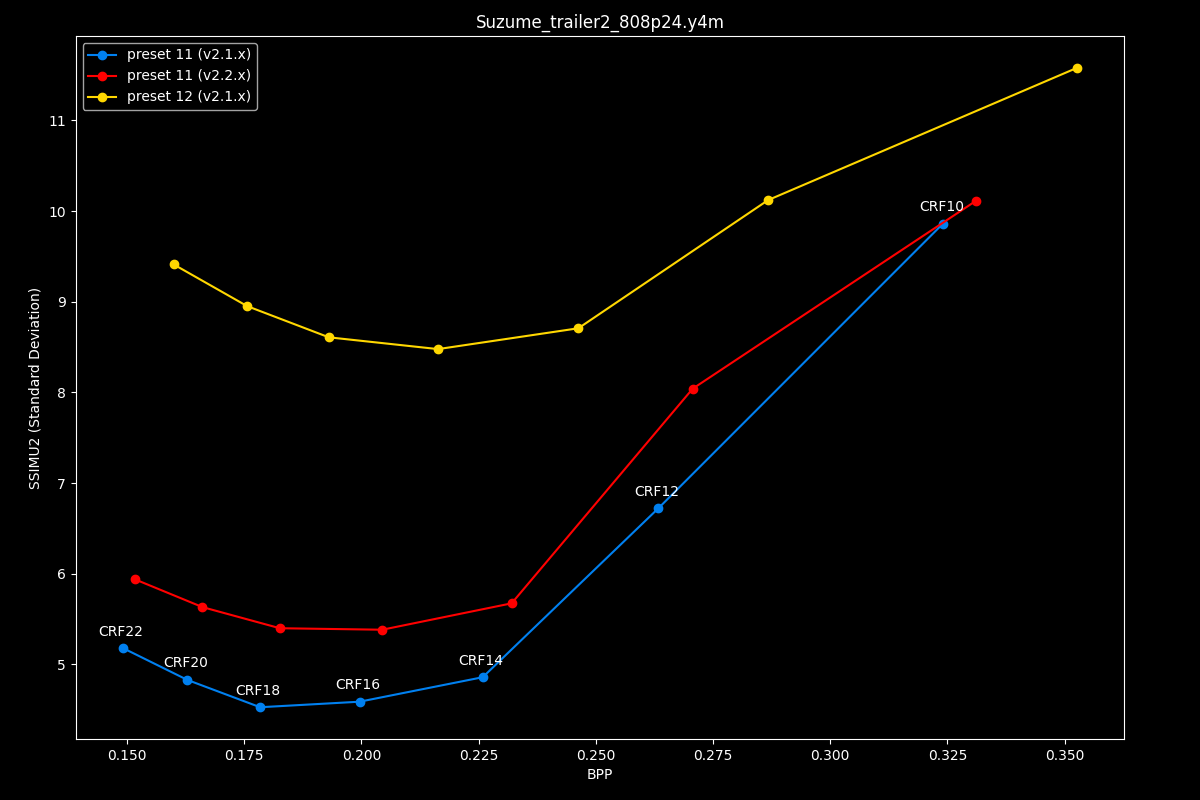 Suzume_trailer2_808p24.y4m
preset 11 (v2.1.x)
preset 11 (v2.2.x)
preset 12 (v2.1.x)
SSIMU2 (Standard Deviation)
11
10
9
8
7
6
5
CRF10
CRF12
CRF14
CRF16
CRF18
CRF20
CRF22
0.150
0.175
0.200
0.225
0.250
0.275
0.300
0.325
0.350
BPP